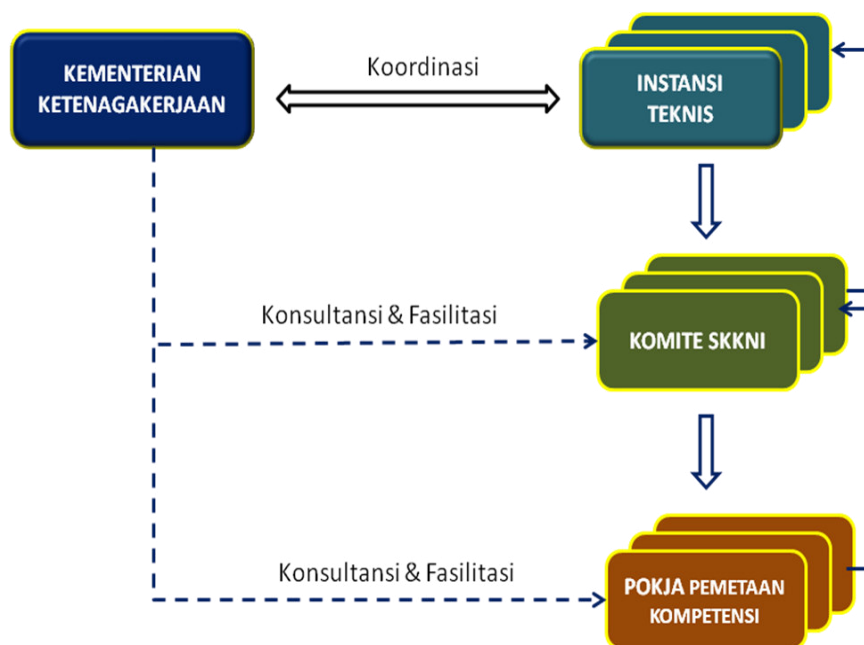 KEMENTERIAN
KETENAGAKERJAAN
Koordinasi
INSTANSI
TEKNIS
Konsultansi & Fasilitasi
KOMITE SKKNI
Konsultansi & Fasilitasi
POKJA PEMETAAN
KOMPETENSI